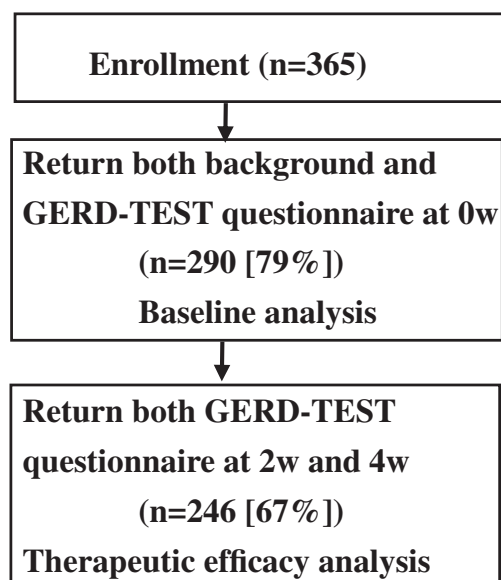 Enrollment (n=365)
Return both background and
GERD-TEST questionnaire at 0w
(n=290 [79%])
Baseline analysis
Return both GERD-TEST
questionnaire at 2w and 4w
(n=246 [67%])
Therapeutic efficacy analysis